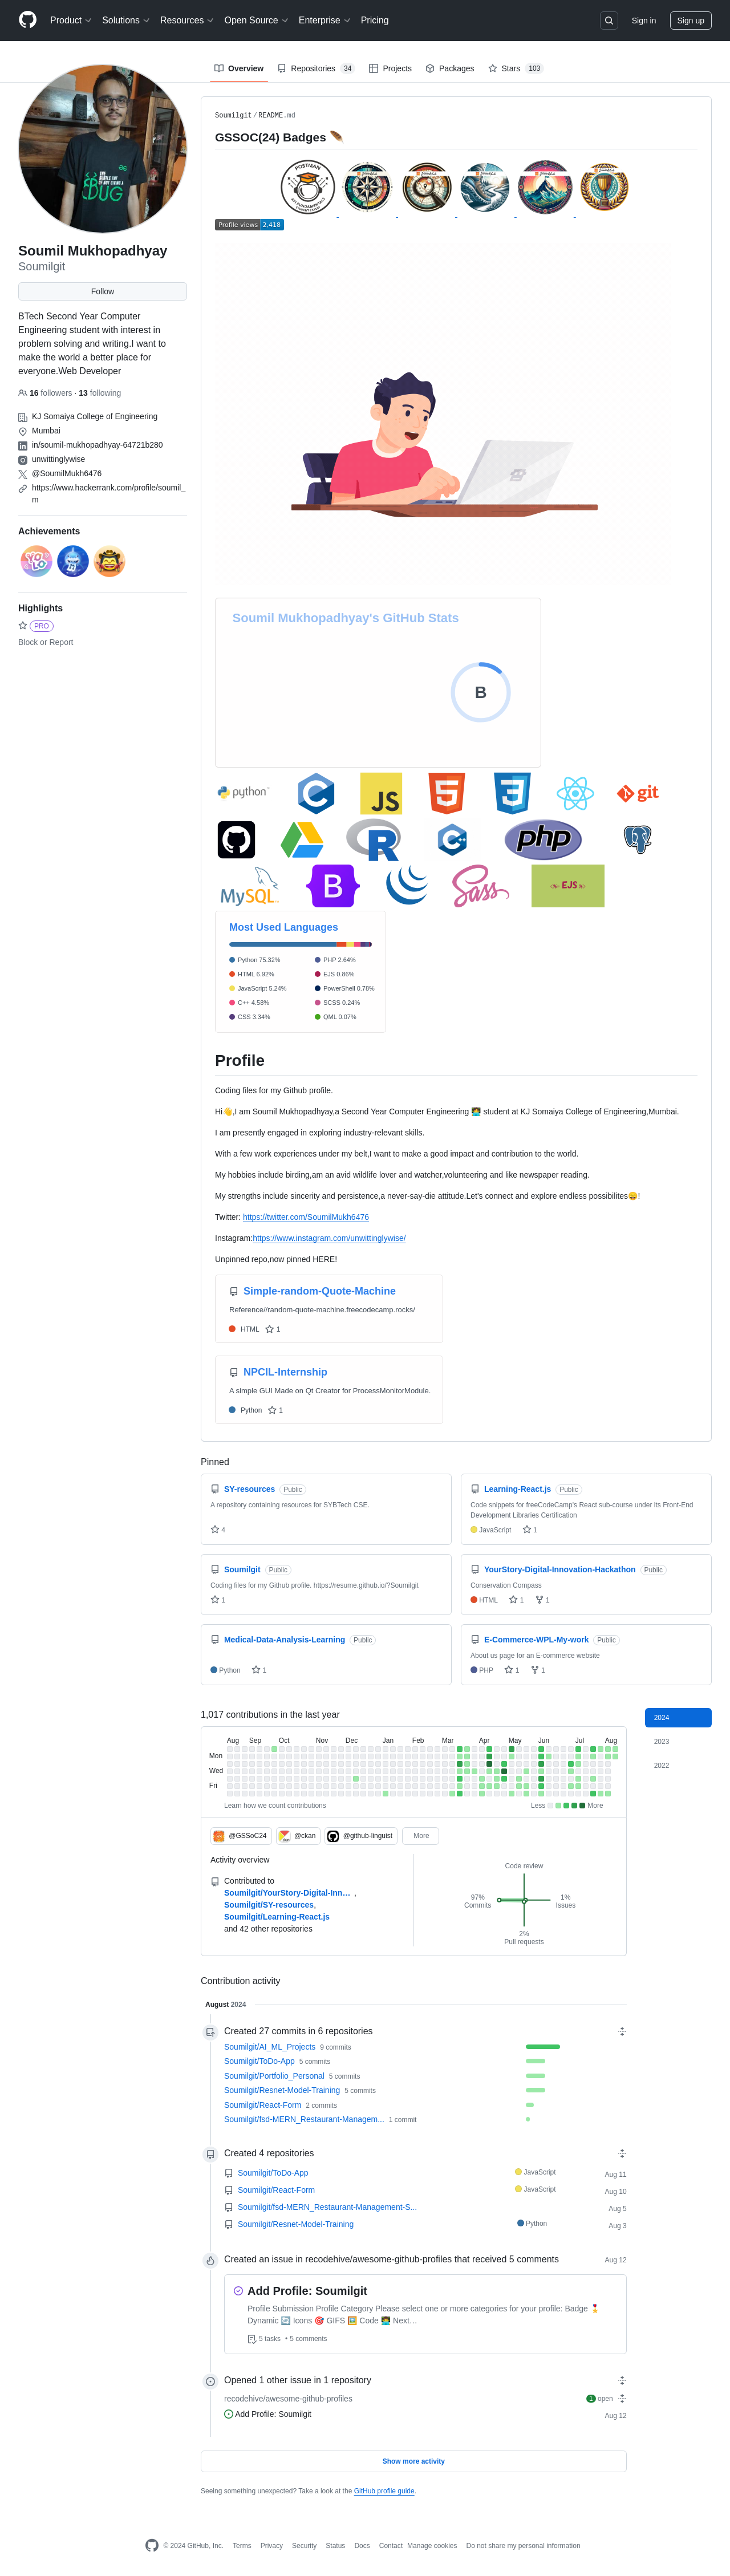 Product Solutions Resources Open Source Enterprise Pricing Sign in Sign up
Overview Repositories 34 Projects Packages Stars 103
BUG
Soumil Mukhopadhyay
Soumilgit
Follow
BTech Second Year Computer
Engineering student with interest in
problem solving and writing.I want to
make the world a better place for
everyone.Web Developer
16 followers · 13 following
KJ Somaiya College of Engineering
Mumbai
in/soumil-mukhopadhyay-64721b280
unwittinglywise
@SoumilMukh6476
https://www.hackerrank.com/profile/soumil_
m
Achievements
YOLO
Highlights
PRO
Block or Report
Soumilgit / README.md
GSSOC(24) Badges
POSTMAN
Profile views 2,418
Soumil Mukhopadhyay's GitHub Stats
B
python
C
JS
5
3
git
R
C++
php
MySQL
B
Sass
<% EJS %>
Most Used Languages
Python 75.32% PHP 2.64%
HTML 6.92% EJS 0.86%
JavaScript 5.24% PowerShell 0.78%
C++ 4.58% SCSS 0.24%
CSS 3.34% QML 0.07%
Profile
Coding files for my Github profile.
Hi👋,I am Soumil Mukhopadhyay,a Second Year Computer Engineering 🧑‍💻 student at KJ Somaiya College of Engineering,Mumbai.
I am presently engaged in exploring industry-relevant skills.
With a few work experiences under my belt,I want to make a good impact and contribution to the world.
My hobbies include birding,am an avid wildlife lover and watcher,volunteering and like newspaper reading.
My strengths include sincerity and persistence,a never-say-die attitude.Let's connect and explore endless possibilites😄!
Twitter: https://twitter.com/SoumilMukh6476
Instagram:https://www.instagram.com/unwittinglywise/
Unpinned repo,now pinned HERE!
Simple-random-Quote-Machine
Reference//random-quote-machine.freecodecamp.rocks/
HTML 1
NPCIL-Internship
A simple GUI Made on Qt Creator for ProcessMonitorModule.
Python 1
Pinned
SY-resources Public
A repository containing resources for SYBTech CSE.
4
Learning-React.js Public
Code snippets for freeCodeCamp's React sub-course under its Front-End
Development Libraries Certification
JavaScript 1
Soumilgit Public
Coding files for my Github profile. https://resume.github.io/?Soumilgit
1
YourStory-Digital-Innovation-Hackathon Public
Conservation Compass
HTML 1 1
Medical-Data-Analysis-Learning Public
Python 1
E-Commerce-WPL-My-work Public
About us page for an E-commerce website
PHP 1 1
1,017 contributions in the last year
2024
2023
2022
Aug Sep Oct Nov Dec Jan Feb Mar Apr May Jun Jul Aug
Mon
Wed
Fri
Learn how we count contributions Less More
@GSSoC24 @ckan @github-linguist More
Activity overview
Contributed to
Soumilgit/YourStory-Digital-Inn… ,
Soumilgit/SY-resources,
Soumilgit/Learning-React.js
and 42 other repositories
Code review
97%
Commits
1%
Issues
2%
Pull requests
Contribution activity
August 2024
Created 27 commits in 6 repositories
Soumilgit/AI_ML_Projects 9 commits
Soumilgit/ToDo-App 5 commits
Soumilgit/Portfolio_Personal 5 commits
Soumilgit/Resnet-Model-Training 5 commits
Soumilgit/React-Form 2 commits
Soumilgit/fsd-MERN_Restaurant-Managem... 1 commit
Created 4 repositories
Soumilgit/ToDo-App JavaScript Aug 11
Soumilgit/React-Form JavaScript Aug 10
Soumilgit/fsd-MERN_Restaurant-Management-S... Aug 5
Soumilgit/Resnet-Model-Training Python Aug 3
Created an issue in recodehive/awesome-github-profiles that received 5 comments Aug 12
Add Profile: Soumilgit
Profile Submission Profile Category Please select one or more categories for your profile: Badge 🎖️
Dynamic 🔄 Icons 🎯 GIFS 🖼️ Code 👨‍💻 Next…
5 tasks • 5 comments
Opened 1 other issue in 1 repository
recodehive/awesome-github-profiles 1 open
Add Profile: Soumilgit Aug 12
Show more activity
Seeing something unexpected? Take a look at the GitHub profile guide.
© 2024 GitHub, Inc. Terms Privacy Security Status Docs Contact Manage cookies Do not share my personal information